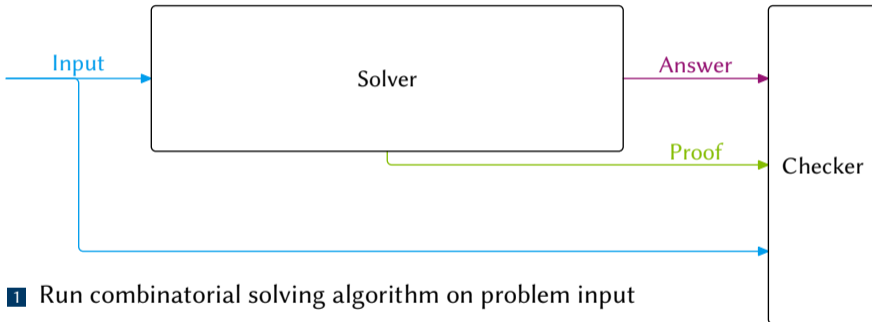 Input
Solver
Answer
Proof
Checker
1 Run combinatorial solving algorithm on problem input